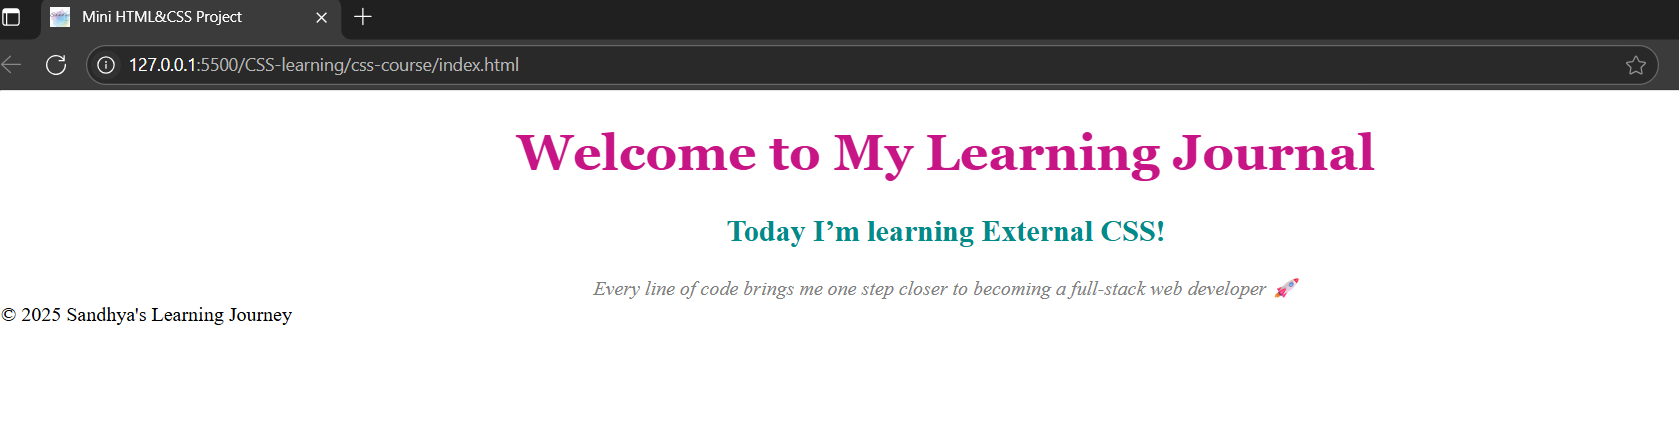 Mini HTML&CSS Project
127.0.0.1:5500/CSS-learning/css-course/index.html
Welcome to My Learning Journal
Today I’m learning External CSS!
Every line of code brings me one step closer to becoming a full-stack web developer 🚀
© 2025 Sandhya's Learning Journey